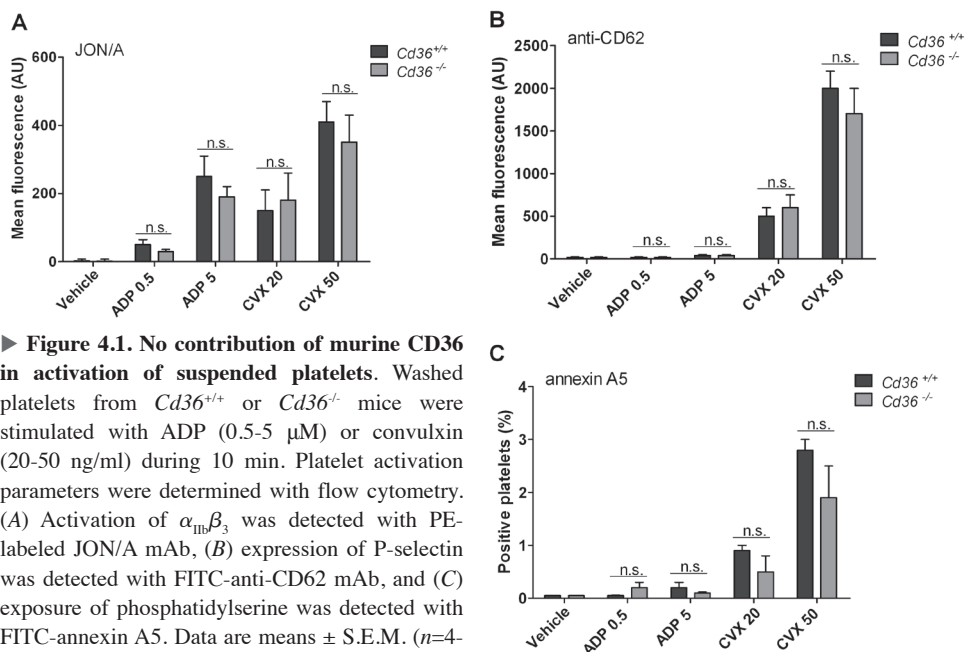 A
JON/A
Cd36+/+
Cd36 -/-
Mean fluorescence (AU)
600
400
200
0
n.s.
n.s.
n.s.
n.s.
Vehicle
ADP 0.5
ADP 5
CVX 20
CVX 50
B
anti-CD62
Cd36 +/+
Cd36 -/-
Mean fluorescence (AU)
2500
2000
1500
1000
500
0
n.s.
n.s.
n.s.
n.s.
Vehicle
ADP 0.5
ADP 5
CVX 20
CVX 50
▶ Figure 4.1. No contribution of murine CD36
in activation of suspended platelets. Washed
platelets from Cd36+/+ or Cd36-/- mice were
stimulated with ADP (0.5-5 μM) or convulxin
(20-50 ng/ml) during 10 min. Platelet activation
parameters were determined with flow cytometry.
(A) Activation of αIIbβ3 was detected with PE-
labeled JON/A mAb, (B) expression of P-selectin
was detected with FITC-anti-CD62 mAb, and (C)
exposure of phosphatidylserine was detected with
FITC-annexin A5. Data are means ± S.E.M. (n=4-
C
annexin A5
Cd36 +/+
Cd36 -/-
Positive platelets (%)
4
3
2
1
0
n.s.
n.s.
n.s.
n.s.
Vehicle
ADP 0.5
ADP 5
CVX 20
CVX 50